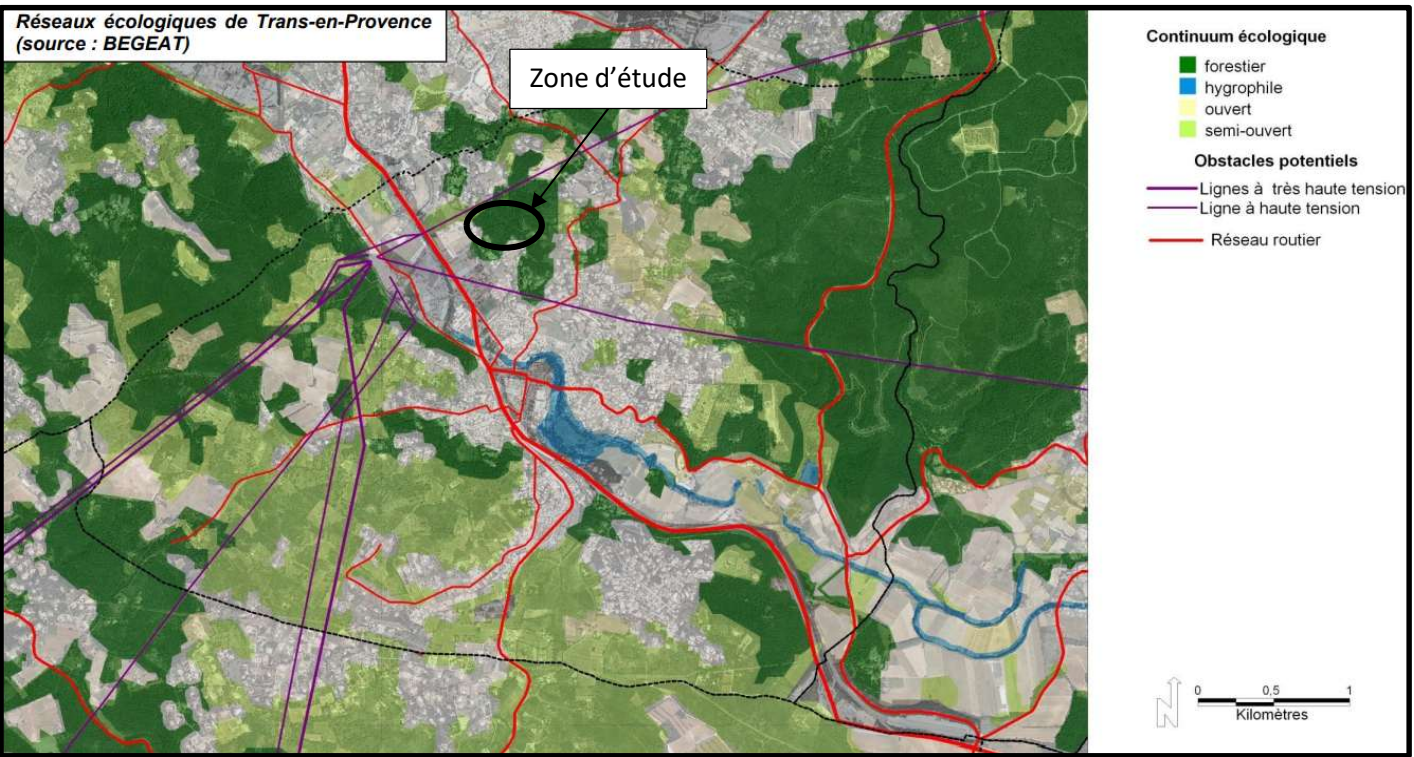 Réseaux écologiques de Trans-en-Provence
(source : BEGEAT)
Zone d’étude
Continuum écologique
forestier
hygrophile
ouvert
semi-ouvert
Obstacles potentiels
Lignes à très haute tension
Ligne à haute tension
Réseau routier
N
0 0,5 1
Kilomètres